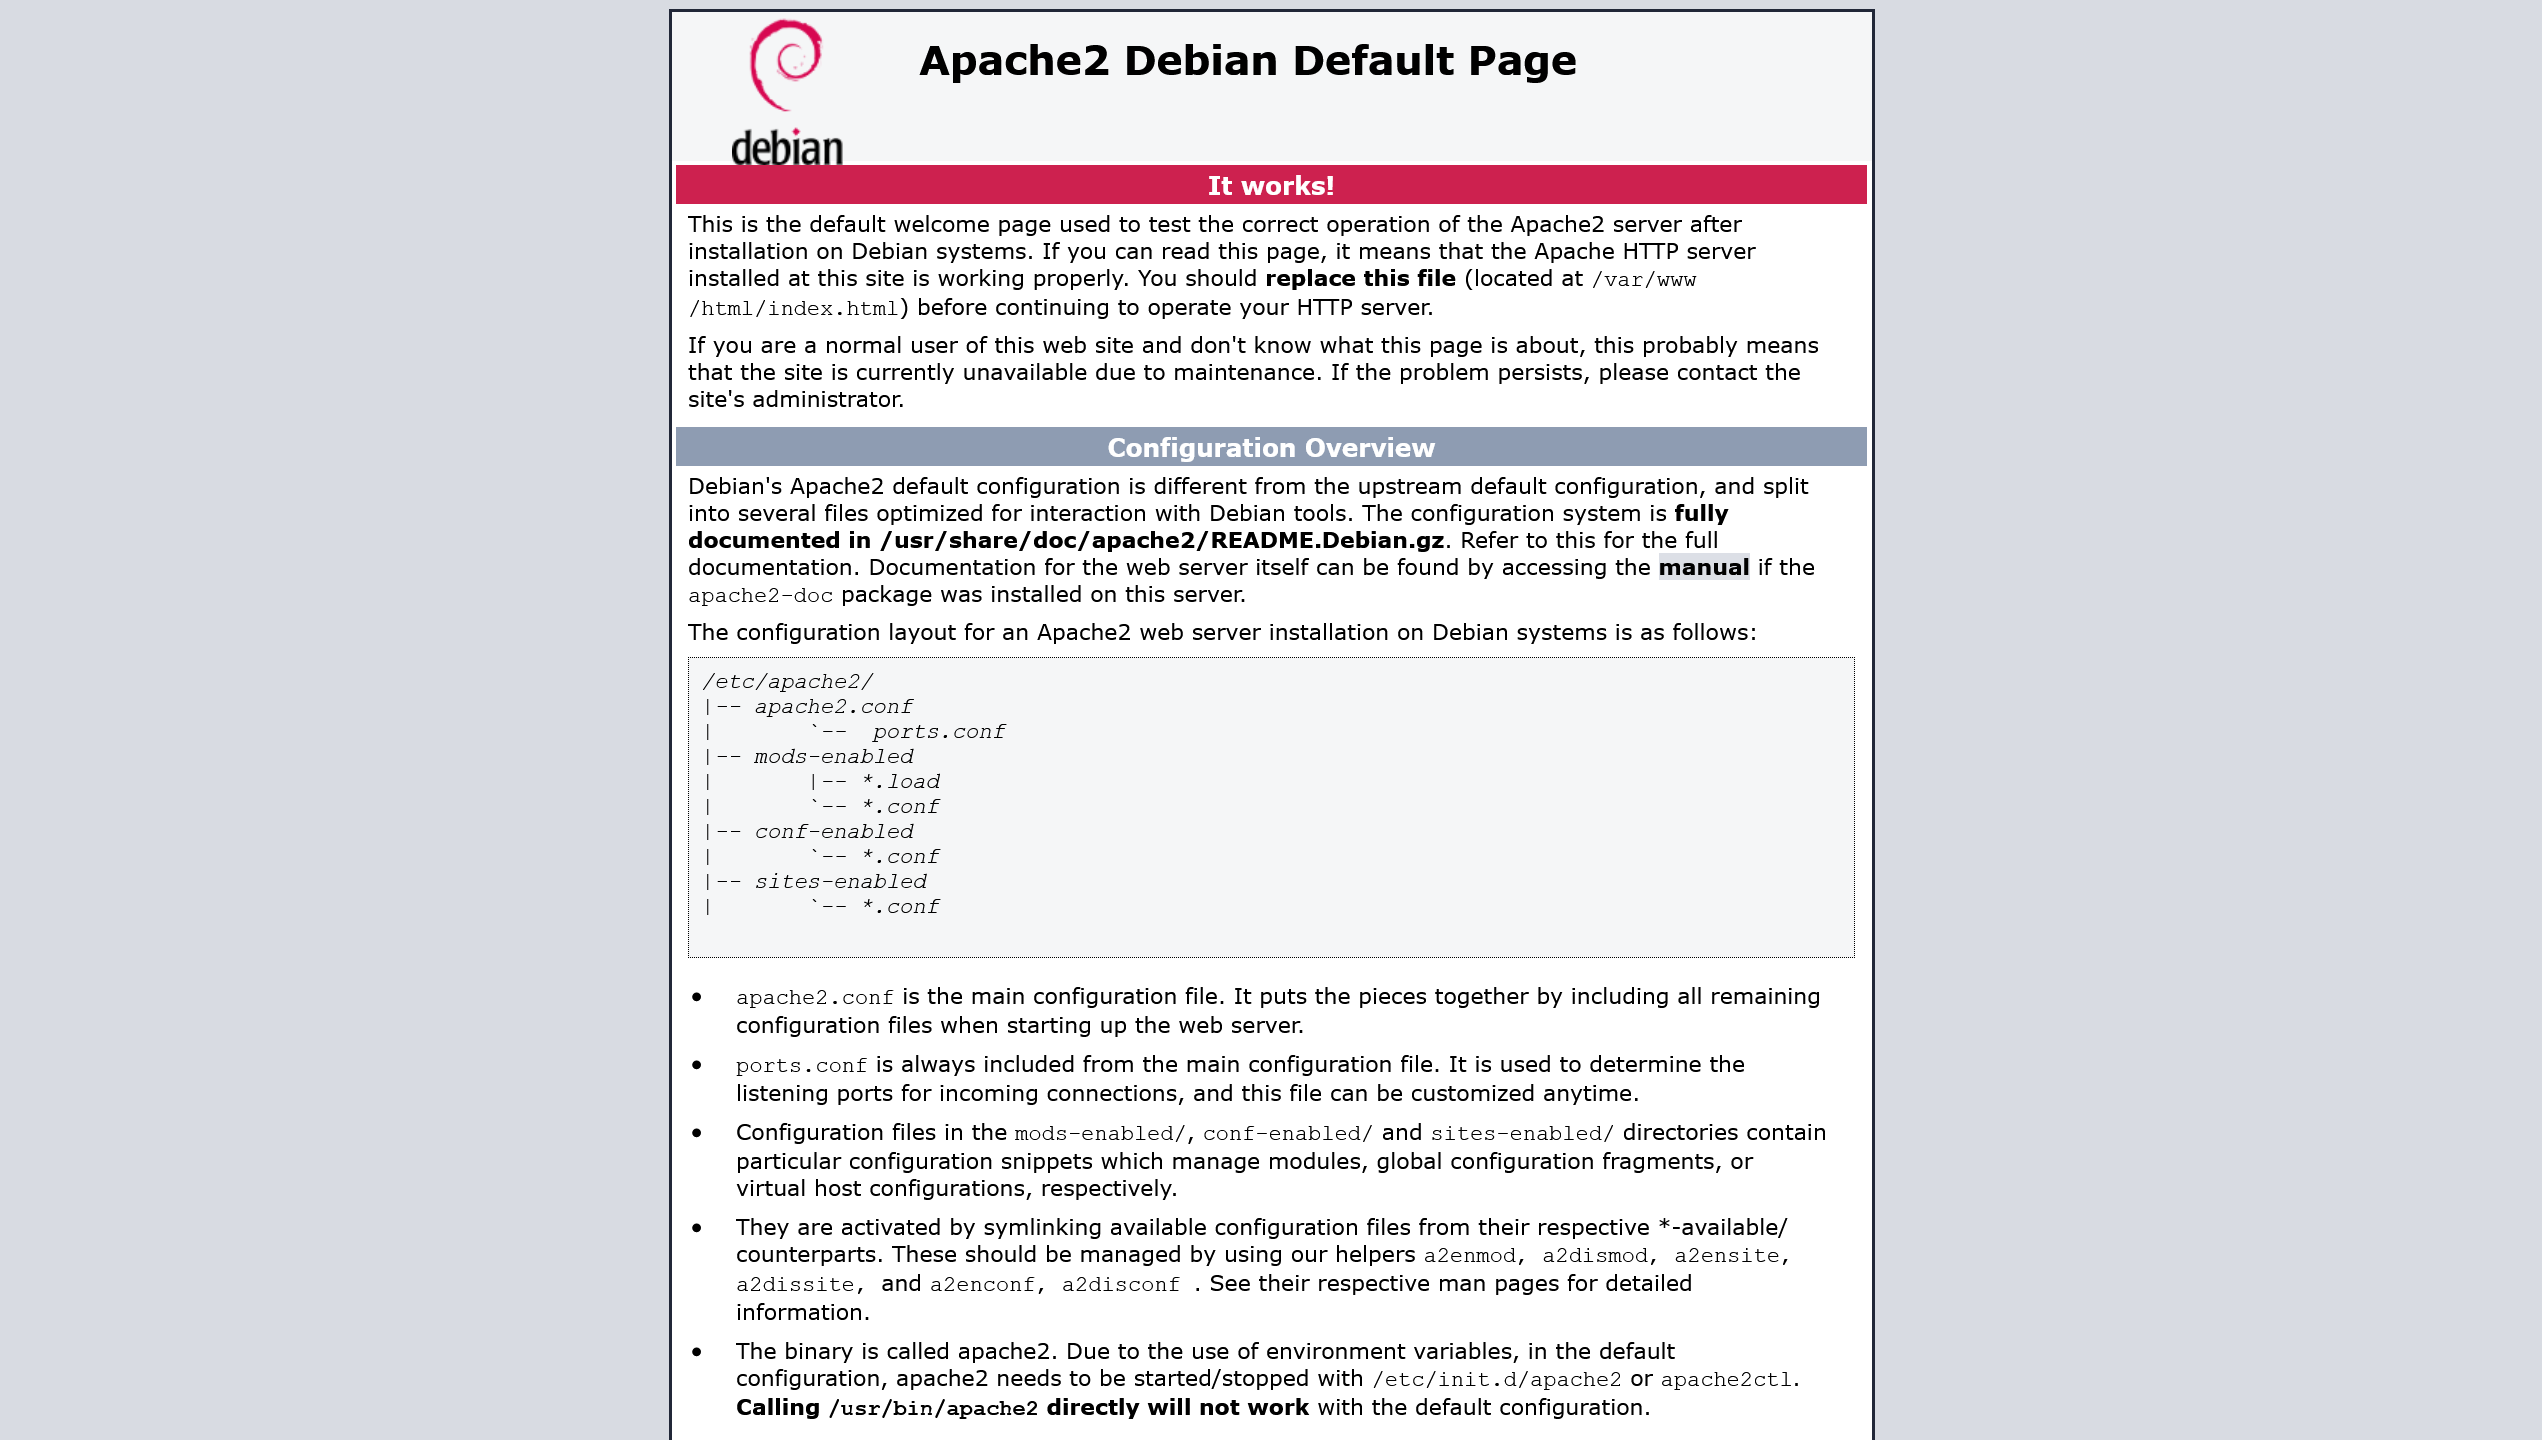 debian
Apache2 Debian Default Page
It works!
This is the default welcome page used to test the correct operation of the Apache2 server after
installation on Debian systems. If you can read this page, it means that the Apache HTTP server
installed at this site is working properly. You should replace this file (located at /var/www
/html/index.html) before continuing to operate your HTTP server.
If you are a normal user of this web site and don't know what this page is about, this probably means
that the site is currently unavailable due to maintenance. If the problem persists, please contact the
site's administrator.
Configuration Overview
Debian's Apache2 default configuration is different from the upstream default configuration, and split
into several files optimized for interaction with Debian tools. The configuration system is fully
documented in /usr/share/doc/apache2/README.Debian.gz. Refer to this for the full
documentation. Documentation for the web server itself can be found by accessing the manual if the
apache2-doc package was installed on this server.
The configuration layout for an Apache2 web server installation on Debian systems is as follows:
/etc/apache2/
|-- apache2.conf
|       `--  ports.conf
|-- mods-enabled
|       |-- *.load
|       `-- *.conf
|-- conf-enabled
|       `-- *.conf
|-- sites-enabled
|       `-- *.conf
• apache2.conf is the main configuration file. It puts the pieces together by including all remaining
configuration files when starting up the web server.
• ports.conf is always included from the main configuration file. It is used to determine the
listening ports for incoming connections, and this file can be customized anytime.
• Configuration files in the mods-enabled/, conf-enabled/ and sites-enabled/ directories contain
particular configuration snippets which manage modules, global configuration fragments, or
virtual host configurations, respectively.
• They are activated by symlinking available configuration files from their respective *-available/
counterparts. These should be managed by using our helpers a2enmod, a2dismod, a2ensite,
a2dissite, and a2enconf, a2disconf . See their respective man pages for detailed
information.
• The binary is called apache2. Due to the use of environment variables, in the default
configuration, apache2 needs to be started/stopped with /etc/init.d/apache2 or apache2ctl.
Calling /usr/bin/apache2 directly will not work with the default configuration.